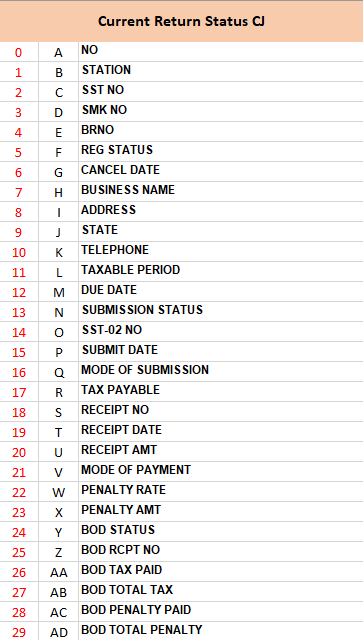 Current Return Status CJ
0 A NO
1 B STATION
2 C SST NO
3 D SMK NO
4 E BRNO
5 F REG STATUS
6 G CANCEL DATE
7 H BUSINESS NAME
8 I ADDRESS
9 J STATE
10 K TELEPHONE
11 L TAXABLE PERIOD
12 M DUE DATE
13 N SUBMISSION STATUS
14 O SST-02 NO
15 P SUBMIT DATE
16 Q MODE OF SUBMISSION
17 R TAX PAYABLE
18 S RECEIPT NO
19 T RECEIPT DATE
20 U RECEIPT AMT
21 V MODE OF PAYMENT
22 W PENALTY RATE
23 X PENALTY AMT
24 Y BOD STATUS
25 Z BOD RCPT NO
26 AA BOD TAX PAID
27 AB BOD TOTAL TAX
28 AC BOD PENALTY PAID
29 AD BOD TOTAL PENALTY